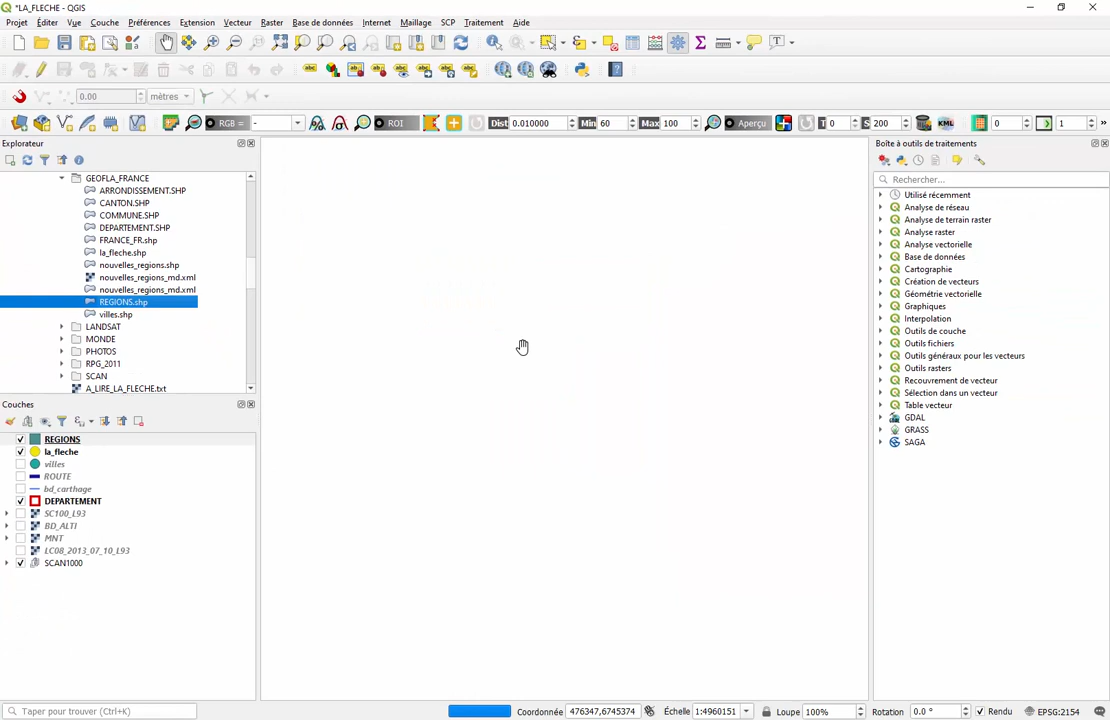 *LA_FLECHE - QGIS
Projet Éditer Vue Couche Préférences Extension Vecteur Raster Base de données Internet Maillage SCP Traitement Aide
0.00 mètres
RGB = - ROI Dist 0.010000 Min 60 Max 100 Aperçu T 0 S 200 KML 0 1 »
Explorateur
GEOFLA_FRANCE
ARRONDISSEMENT.SHP
CANTON.SHP
COMMUNE.SHP
DEPARTEMENT.SHP
FRANCE_FR.shp
la_fleche.shp
nouvelles_regions.shp
nouvelles_regions_md.xml
nouvelles_regions_md.xml
REGIONS.shp
villes.shp
LANDSAT
MONDE
PHOTOS
RPG_2011
SCAN
A_LIRE_LA_FLECHE.txt
Couches
REGIONS
la_fleche
villes
ROUTE
bd_carthage
DEPARTEMENT
SC100_L93
BD_ALTI
MNT
LC08_2013_07_10_L93
SCAN1000
Boîte à outils de traitements
Rechercher...
Utilisé récemment
Analyse de réseau
Analyse de terrain raster
Analyse raster
Analyse vectorielle
Base de données
Cartographie
Création de vecteurs
Géométrie vectorielle
Graphiques
Interpolation
Outils de couche
Outils fichiers
Outils généraux pour les vecteurs
Outils rasters
Recouvrement de vecteur
Sélection dans un vecteur
Table vecteur
GDAL
GRASS
SAGA
Taper pour trouver (Ctrl+K) Coordonnée 476347,6745374 Échelle 1:4960151 Loupe 100% Rotation 0.0 ° Rendu EPSG:2154